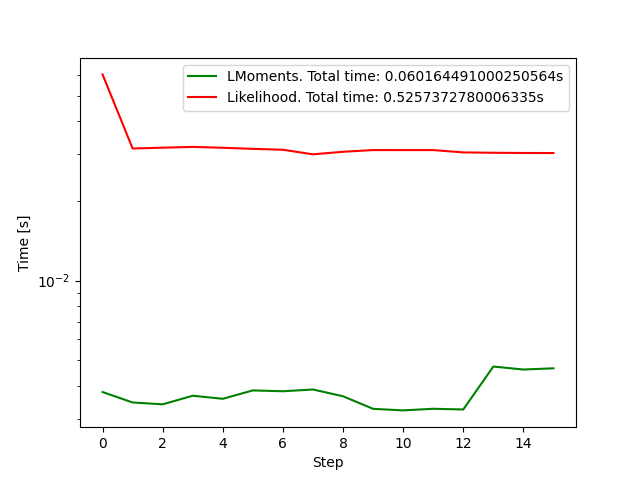 LMoments. Total time: 0.060164491000250564s
Likelihood. Total time: 0.5257372780006335s
Time [s]
10⁻²
0 2 4 6 8 10 12 14
Step